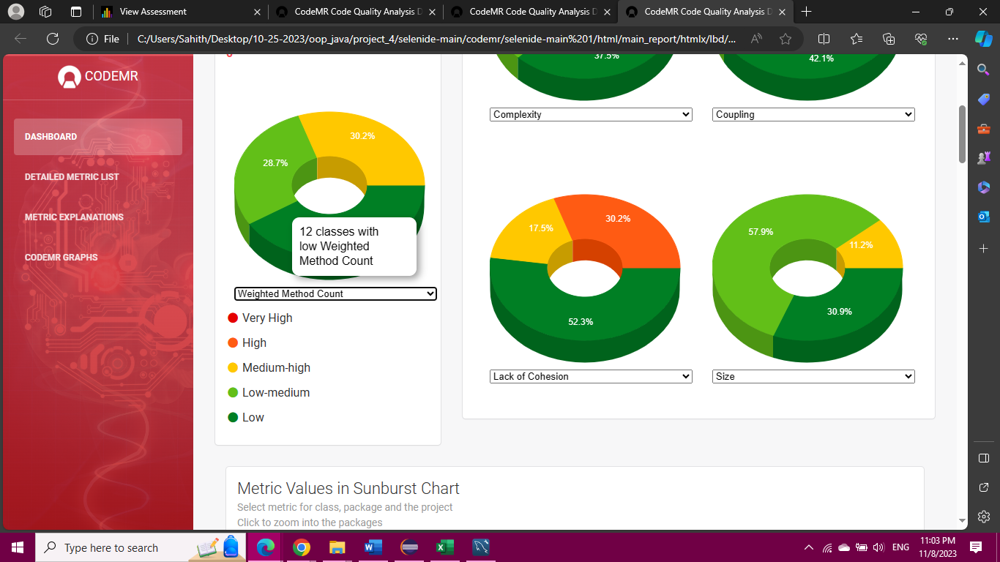 View Assessment
CodeMR Code Quality Analysis D
CodeMR Code Quality Analysis D
CodeMR Code Quality Analysis D
File
C:/Users/Sahith/Desktop/10-25-2023/oop_java/project_4/selenide-main/codemr/selenide-main%201/html/main_report/htmlx/lbd/...
CODEMR
DASHBOARD
DETAILED METRIC LIST
METRIC EXPLANATIONS
CODEMR GRAPHS
30.2%
28.7%
12 classes with
low Weighted
Method Count
Weighted Method Count
Very High
High
Medium-high
Low-medium
Low
37.5%
42.1%
Complexity
Coupling
17.5%
30.2%
52.3%
57.9%
11.2%
30.9%
Lack of Cohesion
Size
Metric Values in Sunburst Chart
Select metric for class, package and the project
Click to zoom into the packages
Type here to search
ENG
11:03 PM
11/8/2023